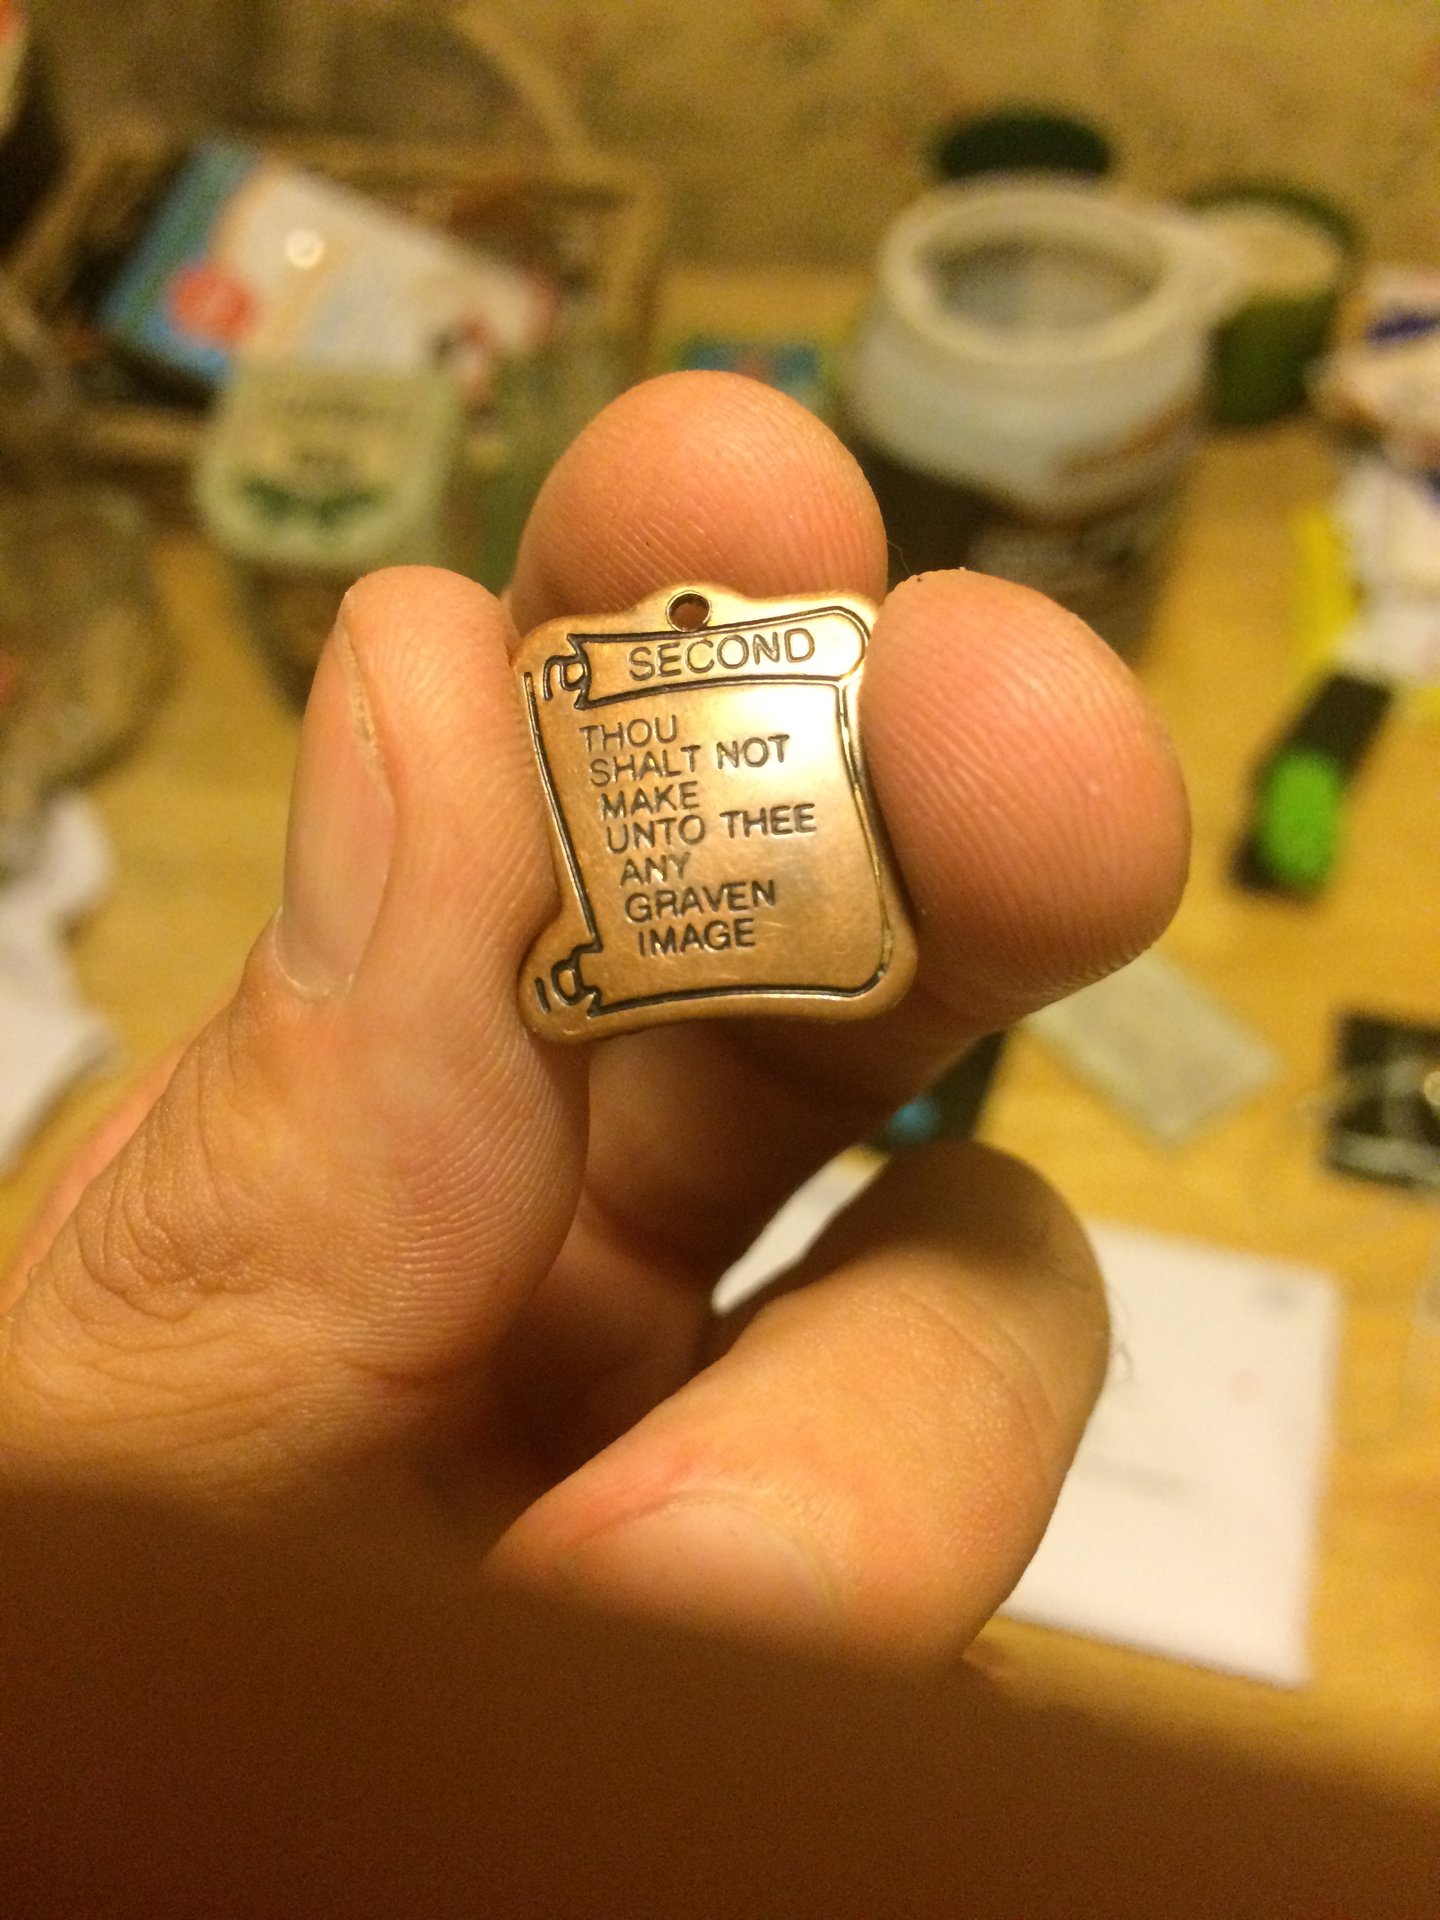 SECOND
THOU
SHALT NOT
MAKE
UNTO THEE
ANY
GRAVEN
IMAGE